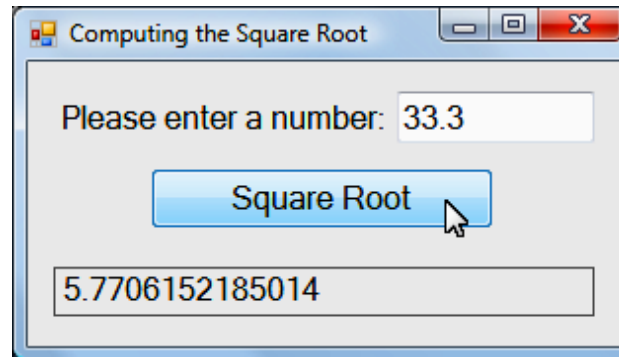 Computing the Square Root
Please enter a number: 33.3
Square Root
5.7706152185014